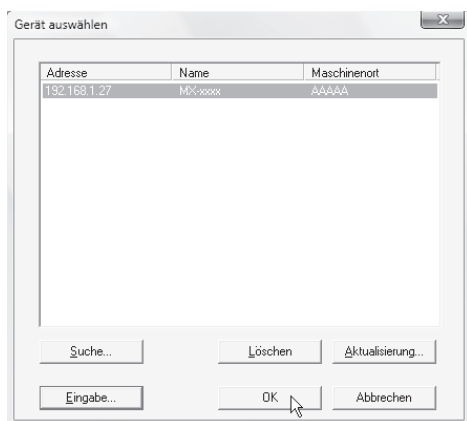 Gerät auswählen
Adresse Name Maschinenort
192.168.1.27 MX-xxxx AAAAA
Suche... Löschen Aktualisierung...
Eingabe... OK Abbrechen